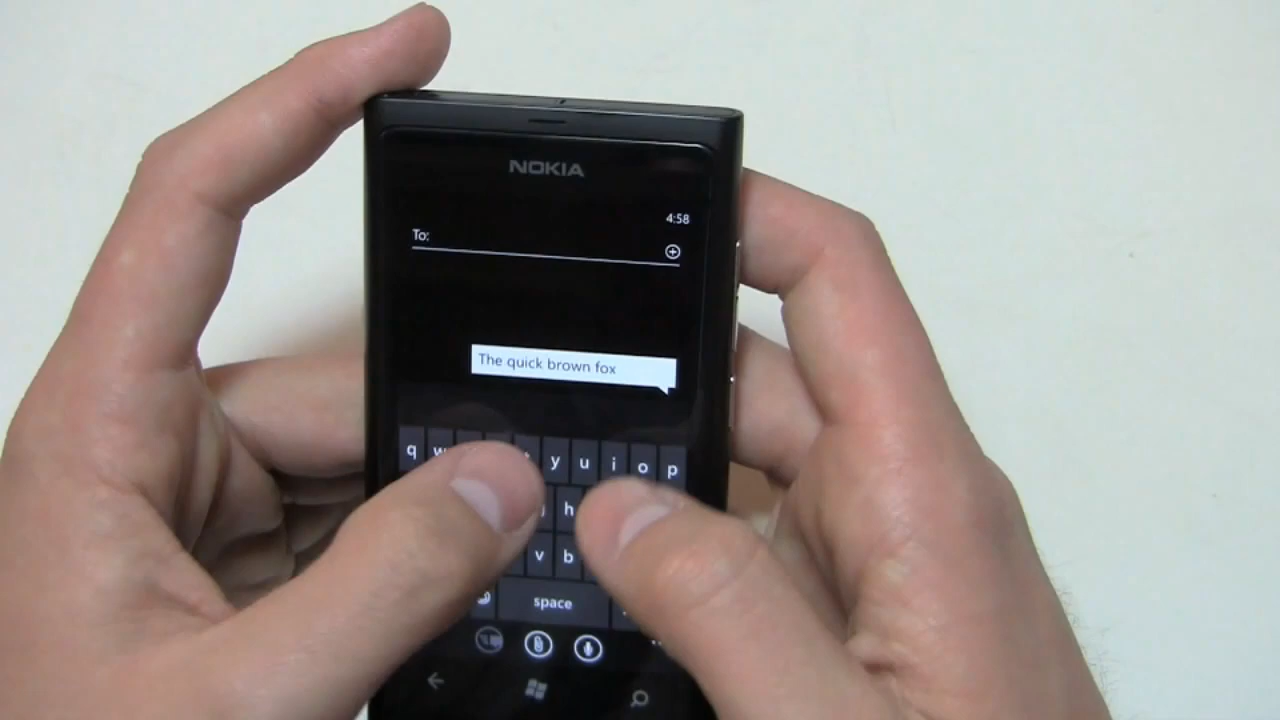 NOKIA
4:58
To:
The quick brown fox
q w y u i o p
h
v b
space